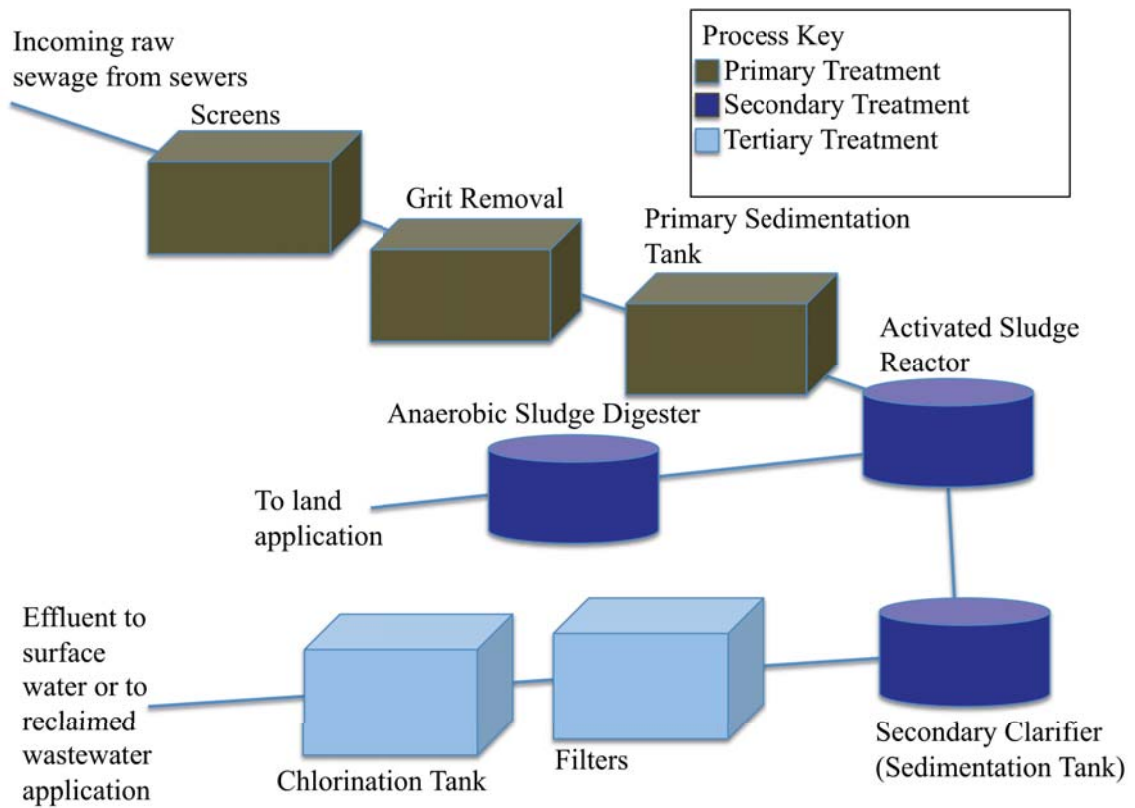 Incoming raw
sewage from sewers
Process Key
Primary Treatment
Secondary Treatment
Tertiary Treatment
Screens
Grit Removal
Primary Sedimentation
Tank
Activated Sludge
Reactor
Anaerobic Sludge Digester
To land
application
Effluent to
surface
water or to
reclaimed
wastewater
application
Chlorination Tank
Filters
Secondary Clarifier
(Sedimentation Tank)